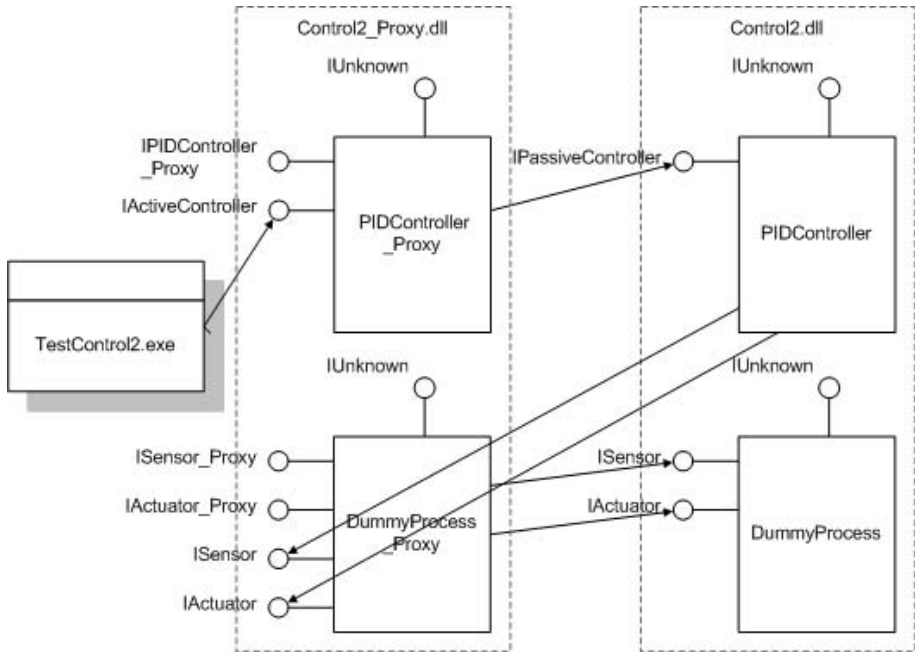 Control2_Proxy.dll
Control2.dll
IUnknown
IUnknown
IPIDController
_Proxy
IPassiveController
IActiveController
PIDController
_Proxy
PIDController
TestControl2.exe
IUnknown
IUnknown
ISensor_Proxy
ISensor
IActuator_Proxy
IActuator
DummyProcess
_Proxy
DummyProcess
ISensor
IActuator